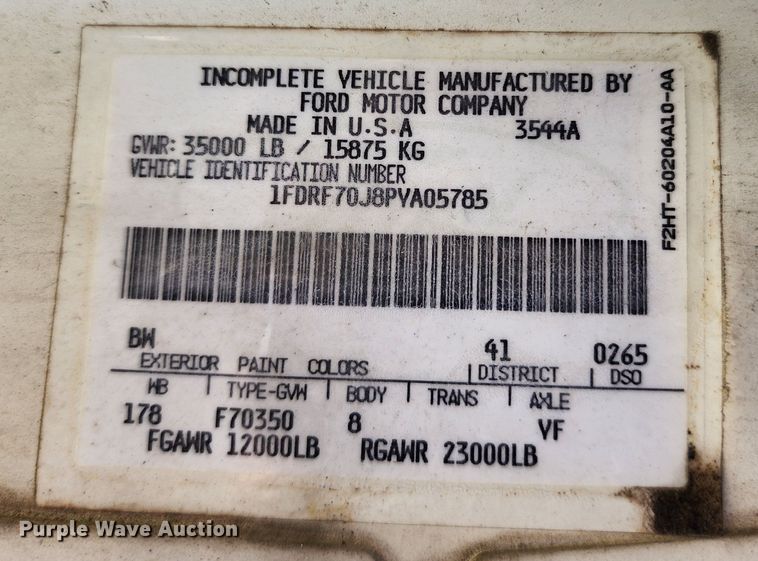 INCOMPLETE VEHICLE MANUFACTURED BY
FORD MOTOR COMPANY
MADE IN U.S.A 3544A
GVWR: 35000 LB / 15875 KG
VEHICLE IDENTIFICATION NUMBER
1FDRF70J8PVA05785
F2HT-60204A10-AA
BW 41 0265
EXTERIOR PAINT COLORS DISTRICT DSO
WB TYPE-GVW BODY TRANS AXLE
178 F70350 8 VF
FGAWR 12000LB RGAWR 23000LB
Purple Wave Auction